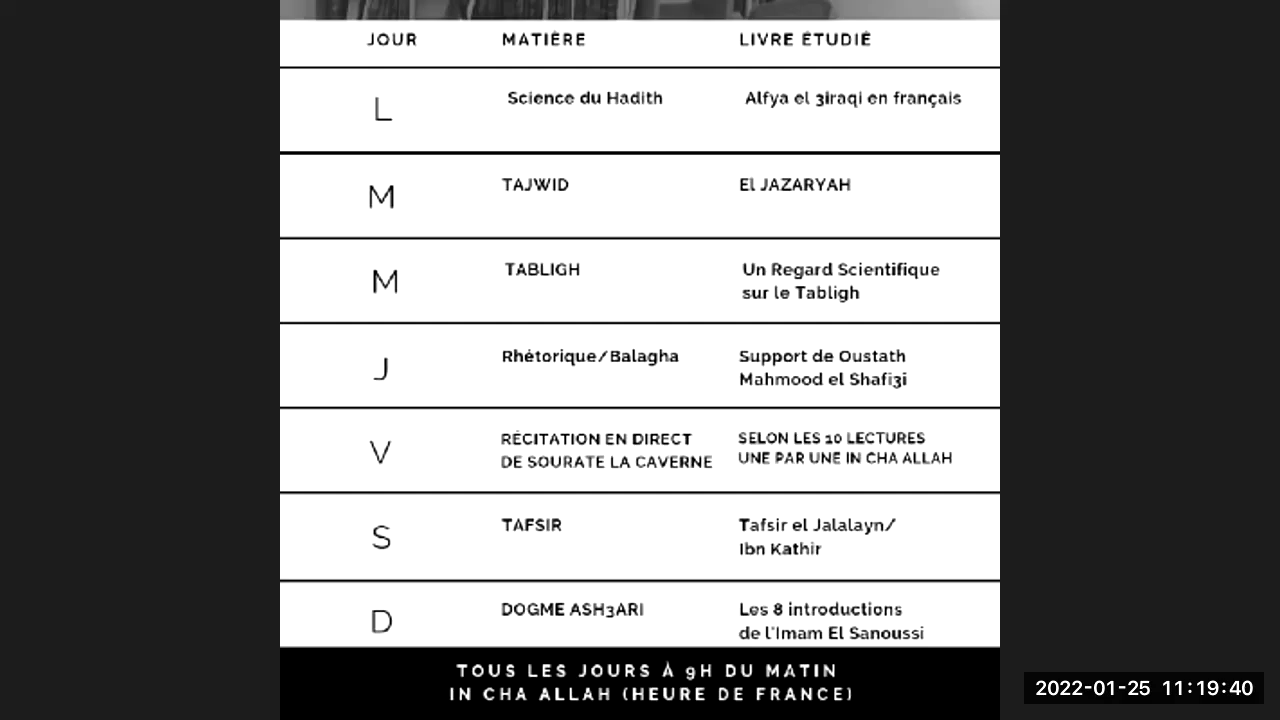 JOUR MATIÈRE LIVRE ÉTUDIÉ
L Science du Hadith Alfya el 3iraqi en français
M TAJWID El JAZARYAH
M TABLIGH Un Regard Scientifique
sur le Tabligh
J Rhétorique/Balagha Support de Oustath
Mahmood el Shafi3i
V RÉCITATION EN DIRECT SELON LES 10 LECTURES
DE SOURATE LA CAVERNE UNE PAR UNE IN CHA ALLAH
S TAFSIR Tafsir el Jalalayn/
Ibn Kathir
D DOGME ASH3ARI Les 8 introductions
de l'Imam El Sanoussi
TOUS LES JOURS À 9H DU MATIN
IN CHA ALLAH (HEURE DE FRANCE)
2022-01-25 11:19:40